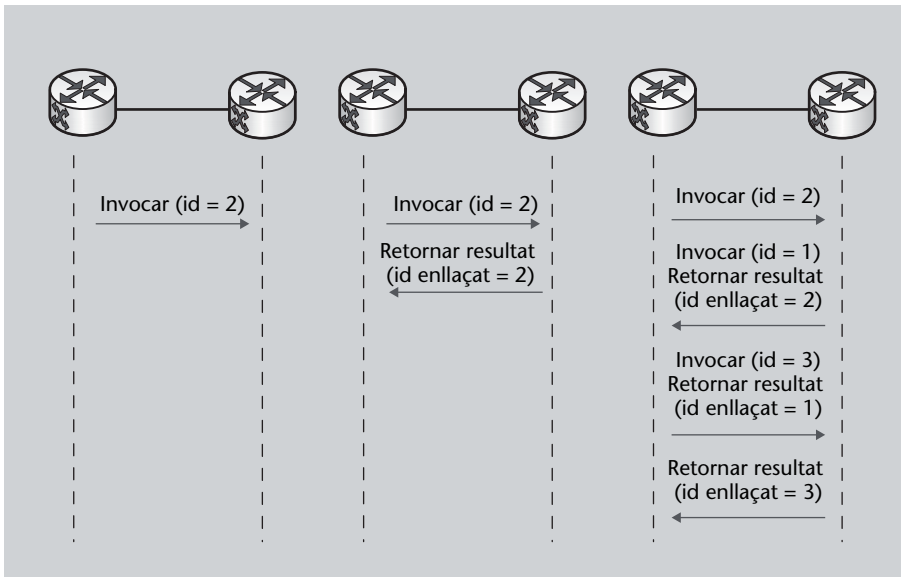 Invocar (id = 2)
Invocar (id = 2)
Retornar resultat
(id enllaçat = 2)
Invocar (id = 2)
Invocar (id = 1)
Retornar resultat
(id enllaçat = 2)
Invocar (id = 3)
Retornar resultat
(id enllaçat = 1)
Retornar resultat
(id enllaçat = 3)